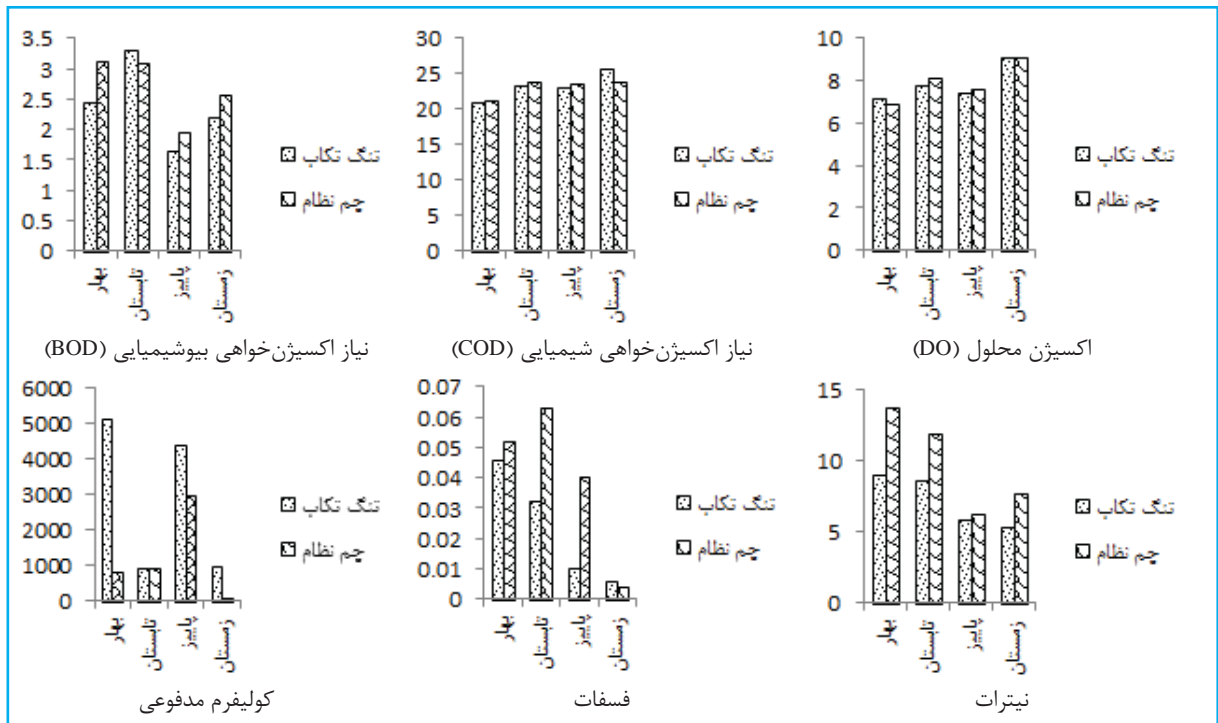 3.5
3
2.5
2
1.5
1
0.5
0
بهار
تابستان
پاییز
زمستان
تنگ تکاب
چم نظام
نیاز اکسیژن‌خواهی بیوشیمیایی (BOD)
30
25
20
15
10
5
0
بهار
تابستان
پاییز
زمستان
تنگ تکاب
چم نظام
نیاز اکسیژن‌خواهی شیمیایی (COD)
10
8
6
4
2
0
بهار
تابستان
پاییز
زمستان
تنگ تکاب
چم نظام
اکسیژن محلول (DO)
6000
5000
4000
3000
2000
1000
0
بهار
تابستان
پاییز
زمستان
تنگ تکاب
چم نظام
کولیفرم مدفوعی
0.07
0.06
0.05
0.04
0.03
0.02
0.01
0
بهار
تابستان
پاییز
زمستان
تنگ تکاب
چم نظام
فسفات
15
10
5
0
بهار
تابستان
پاییز
زمستان
تنگ تکاب
چم نظام
نیترات